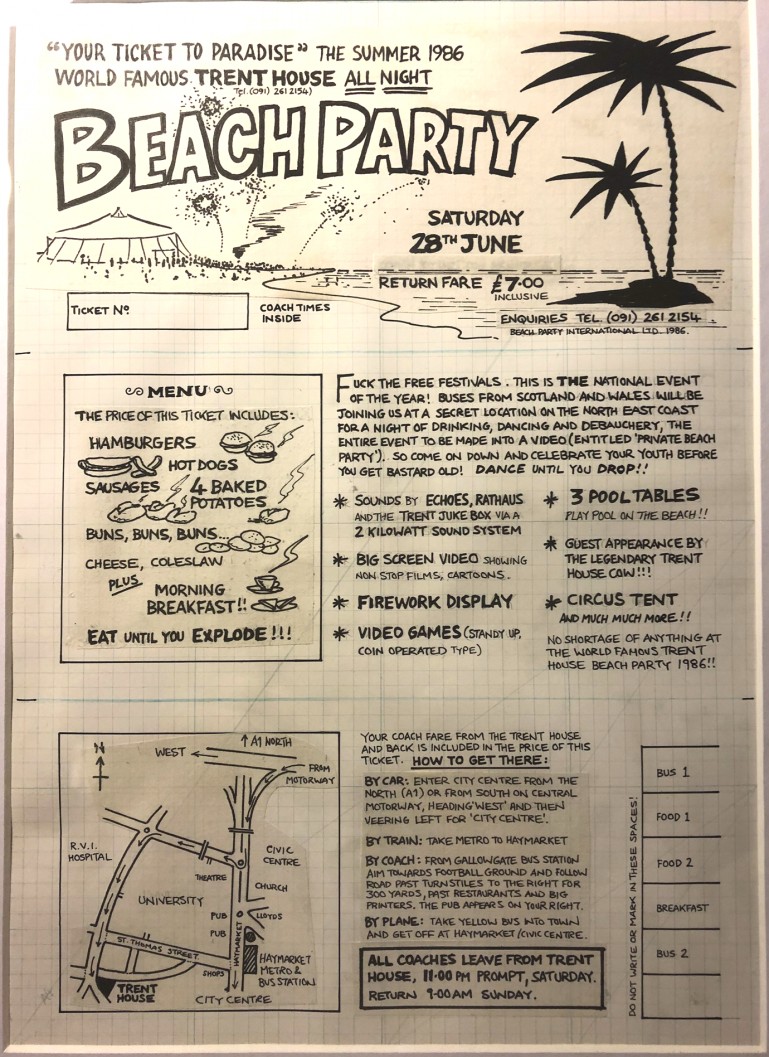 "YOUR TICKET TO PARADISE" THE SUMMER 1986
WORLD FAMOUS TRENT HOUSE ALL NIGHT
Tel. (091) 261 2154)
BEACH PARTY
SATURDAY
28TH JUNE
RETURN FARE £7.00
INCLUSIVE
TICKET No.
COACH TIMES
INSIDE
ENQUIRIES TEL. (091) 261 2154
BEACH PARTY INTERNATIONAL LTD. 1986.
MENU
THE PRICE OF THIS TICKET INCLUDES:
HAMBURGERS
HOT DOGS
SAUSAGES 4 BAKED
POTATOES
BUNS, BUNS, BUNS...
CHEESE, COLESLAW
PLUS
MORNING
BREAKFAST!!
EAT UNTIL YOU EXPLODE!!!
FUCK THE FREE FESTIVALS. THIS IS THE NATIONAL EVENT
OF THE YEAR! BUSES FROM SCOTLAND AND WALES WILL BE
JOINING US AT A SECRET LOCATION ON THE NORTH EAST COAST
FOR A NIGHT OF DRINKING, DANCING AND DEBAUCHERY, THE
ENTIRE EVENT TO BE MADE INTO A VIDEO (ENTITLED 'PRIVATE BEACH
PARTY'). SO COME ON DOWN AND CELEBRATE YOUR YOUTH BEFORE
YOU GET BASTARD OLD! DANCE UNTIL YOU DROP!!
* SOUNDS BY ECHOES, RATHAUS
AND THE TRENT JUKE BOX VIA A
2 KILOWATT SOUND SYSTEM
* BIG SCREEN VIDEO SHOWING
NON STOP FILMS, CARTOONS.
* FIREWORK DISPLAY
* VIDEO GAMES (STANDY UP,
COIN OPERATED TYPE)
* 3 POOL TABLES
PLAY POOL ON THE BEACH!!
* GUEST APPEARANCE BY
THE LEGENDARY TRENT
HOUSE COW!!!
* CIRCUS TENT
AND MUCH MUCH MORE!!
NO SHORTAGE OF ANYTHING AT
THE WORLD FAMOUS TRENT
HOUSE BEACH PARTY 1986!!
N
WEST
A1 NORTH
FROM
MOTORWAY
R.V.I.
HOSPITAL
CIVIC
CENTRE
THEATRE
CHURCH
UNIVERSITY
PUB
LLOYDS
PUB
HAYMARKET
ST. THOMAS STREET
SHOPS
HAYMARKET
METRO &
BUS STATION
TRENT
HOUSE
CITY CENTRE
YOUR COACH FARE FROM THE TRENT HOUSE
AND BACK IS INCLUDED IN THE PRICE OF THIS
TICKET. HOW TO GET THERE:
BY CAR: ENTER CITY CENTRE FROM THE
NORTH (A1) OR FROM SOUTH ON CENTRAL
MOTORWAY, HEADING 'WEST' AND THEN
VEERING LEFT FOR 'CITY CENTRE'.
BY TRAIN: TAKE METRO TO HAYMARKET
BY COACH: FROM GALLOWGATE BUS STATION
AIM TOWARDS FOOTBALL GROUND AND FOLLOW
ROAD PAST TURNSTILES TO THE RIGHT FOR
300 YARDS, PAST RESTAURANTS AND BIG
PRINTERS. THE PUB APPEARS ON YOUR RIGHT.
BY PLANE: TAKE YELLOW BUS INTO TOWN
AND GET OFF AT HAYMARKET/CIVIC CENTRE.
ALL COACHES LEAVE FROM TRENT
HOUSE, 11:00 PM PROMPT, SATURDAY.
RETURN 9:00AM SUNDAY.
DO NOT WRITE OR MARK IN THESE SPACES!
BUS 1
FOOD 1
FOOD 2
BREAKFAST
BUS 2